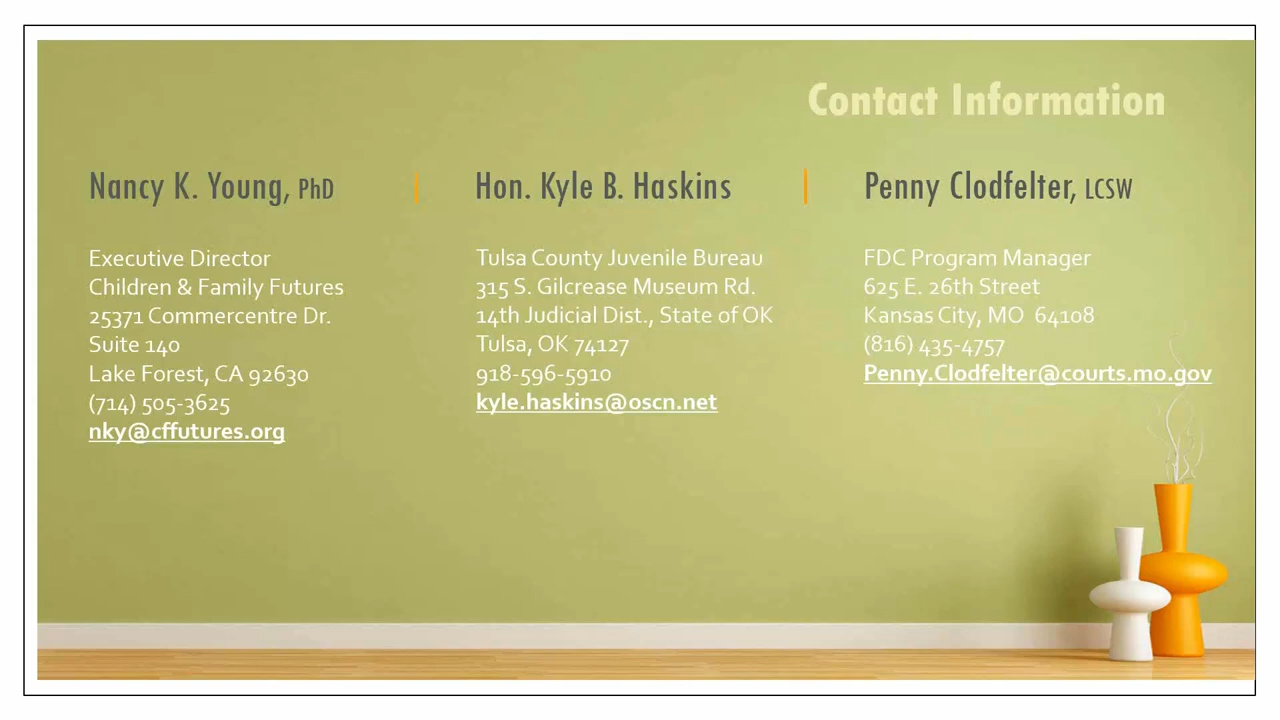 Contact Information
Nancy K. Young, PhD
Executive Director
Children & Family Futures
25371 Commercentre Dr.
Suite 140
Lake Forest, CA 92630
(714) 505-3625
nky@cffutures.org
Hon. Kyle B. Haskins
Tulsa County Juvenile Bureau
315 S. Gilcrease Museum Rd.
14th Judicial Dist., State of OK
Tulsa, OK 74127
918-596-5910
kyle.haskins@oscn.net
Penny Clodfelter, LCSW
FDC Program Manager
625 E. 26th Street
Kansas City, MO 64108
(816) 435-4757
Penny.Clodfelter@courts.mo.gov